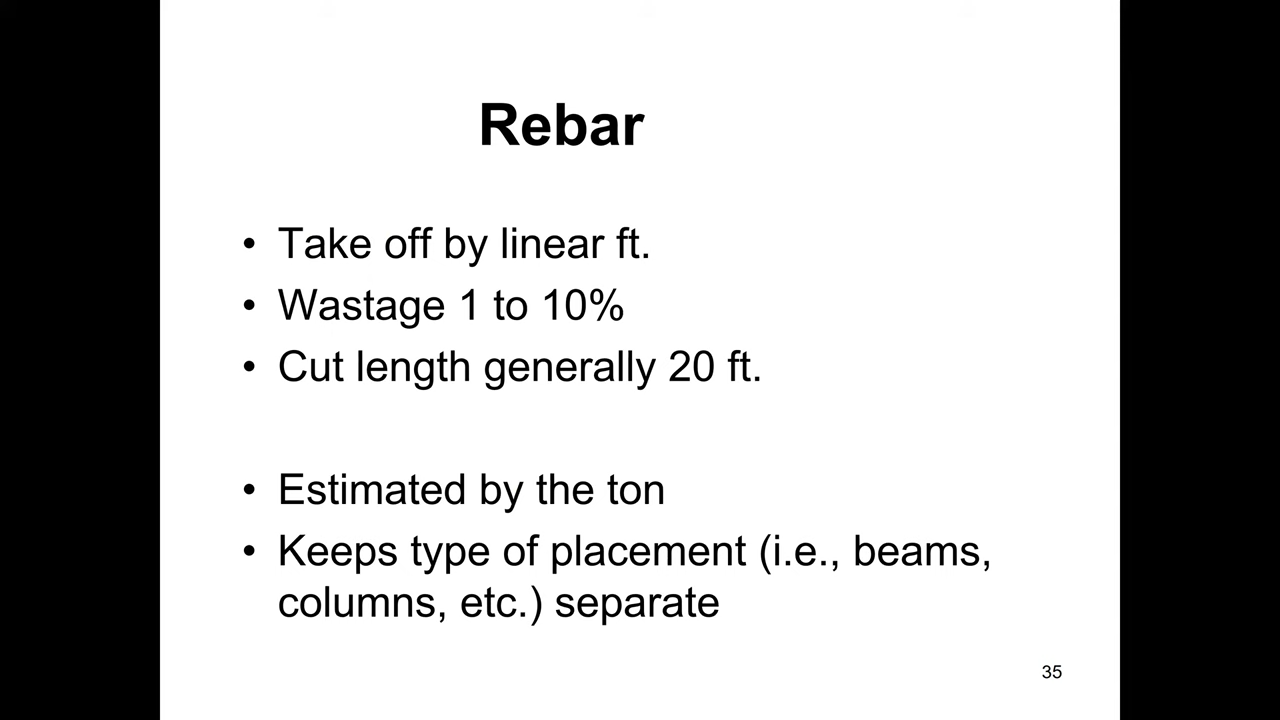 Rebar
• Take off by linear ft.
• Wastage 1 to 10%
• Cut length generally 20 ft.
• Estimated by the ton
• Keeps type of placement (i.e., beams,
columns, etc.) separate
35